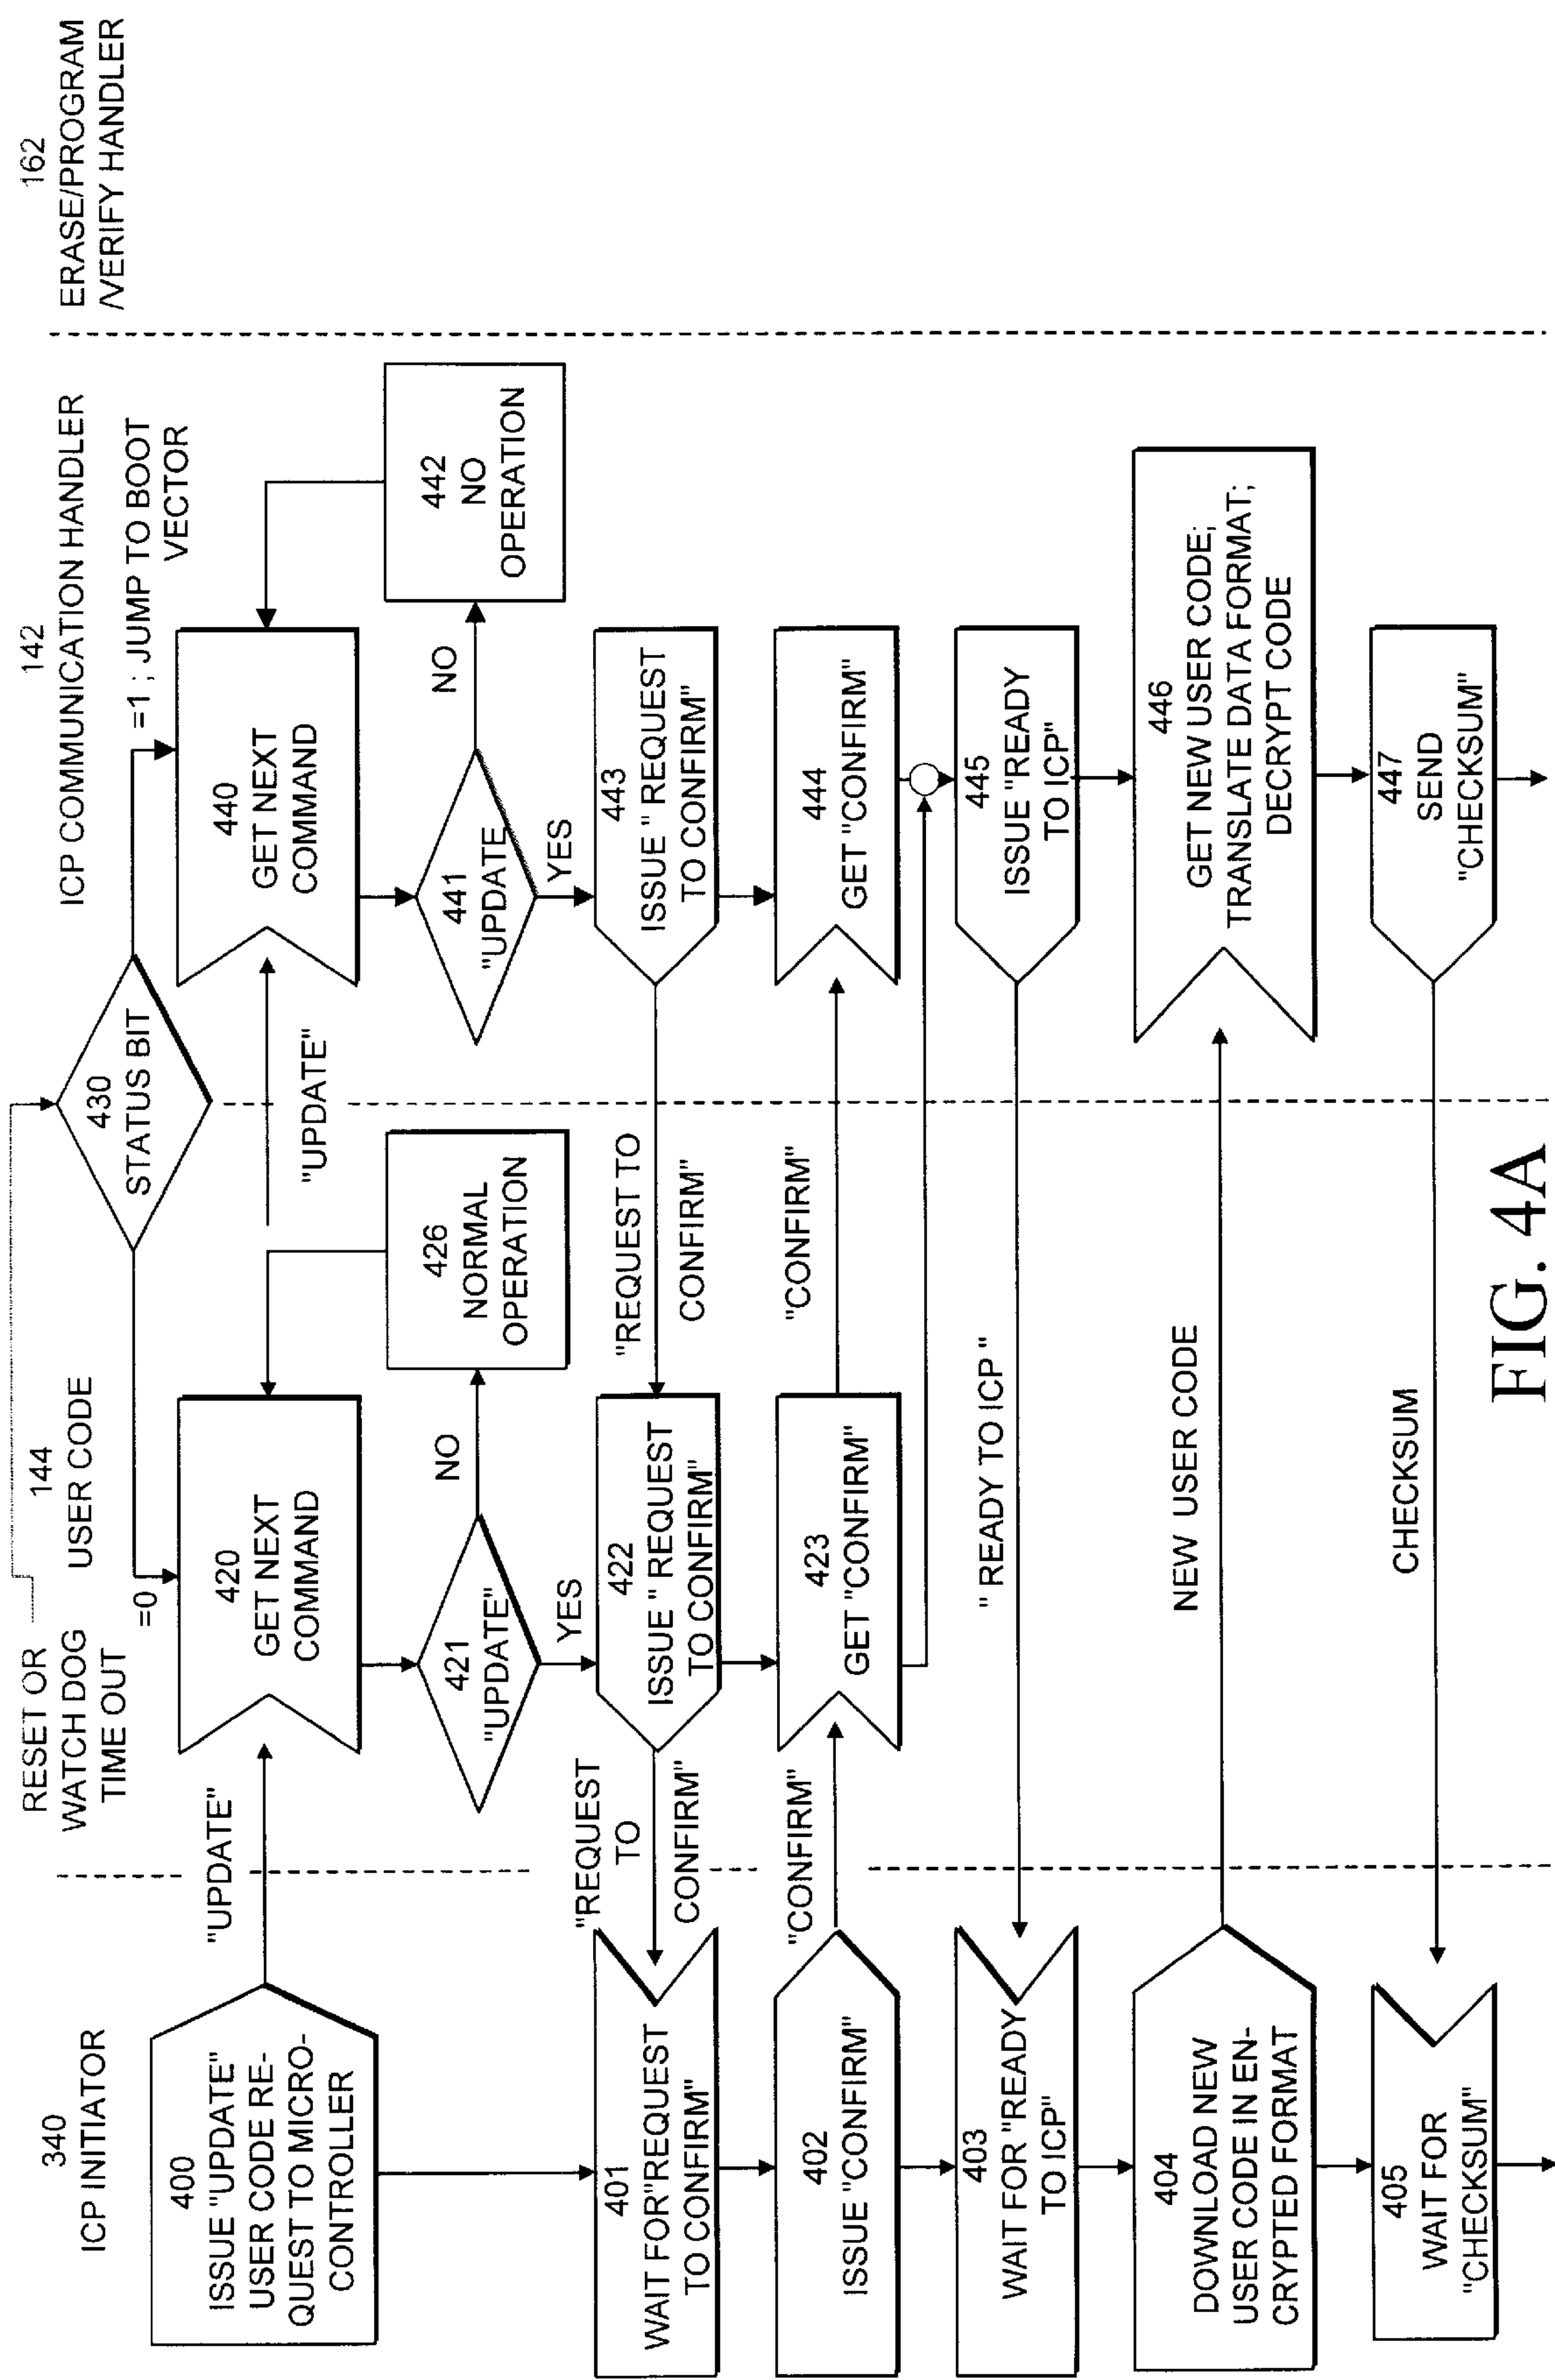 340
ICP INITIATOR
RESET OR
WATCH DOG
TIME OUT
144
USER CODE
142
ICP COMMUNICATION HANDLER
162
ERASE/PROGRAM
/VERIFY HANDLER
430
STATUS BIT
=0
=1 ; JUMP TO BOOT
VECTOR
400
ISSUE "UPDATE"
USER CODE RE-
QUEST TO MICRO-
CONTROLLER
"UPDATE"
420
GET NEXT
COMMAND
"UPDATE"
440
GET NEXT
COMMAND
421
"UPDATE"
NO
426
NORMAL
OPERATION
YES
441
"UPDATE
NO
442
NO
OPERATION
YES
401
WAIT FOR"REQUEST
TO CONFIRM"
"REQUEST
TO
CONFIRM"
422
ISSUE " REQUEST
TO CONFIRM"
"REQUEST TO
CONFIRM"
443
ISSUE " REQUEST
TO CONFIRM"
402
ISSUE "CONFIRM"
"CONFIRM"
423
GET "CONFIRM"
"CONFIRM"
444
GET "CONFIRM"
403
WAIT FOR "READY
TO ICP"
" READY TO ICP "
445
ISSUE "READY
TO ICP"
404
DOWNLOAD NEW
USER CODE IN EN-
CRYPTED FORMAT
NEW USER CODE
446
GET NEW USER CODE;
TRANSLATE DATA FORMAT;
DECRYPT CODE
405
WAIT FOR
"CHECKSUM"
CHECKSUM
447
SEND
"CHECKSUM"
FIG. 4A